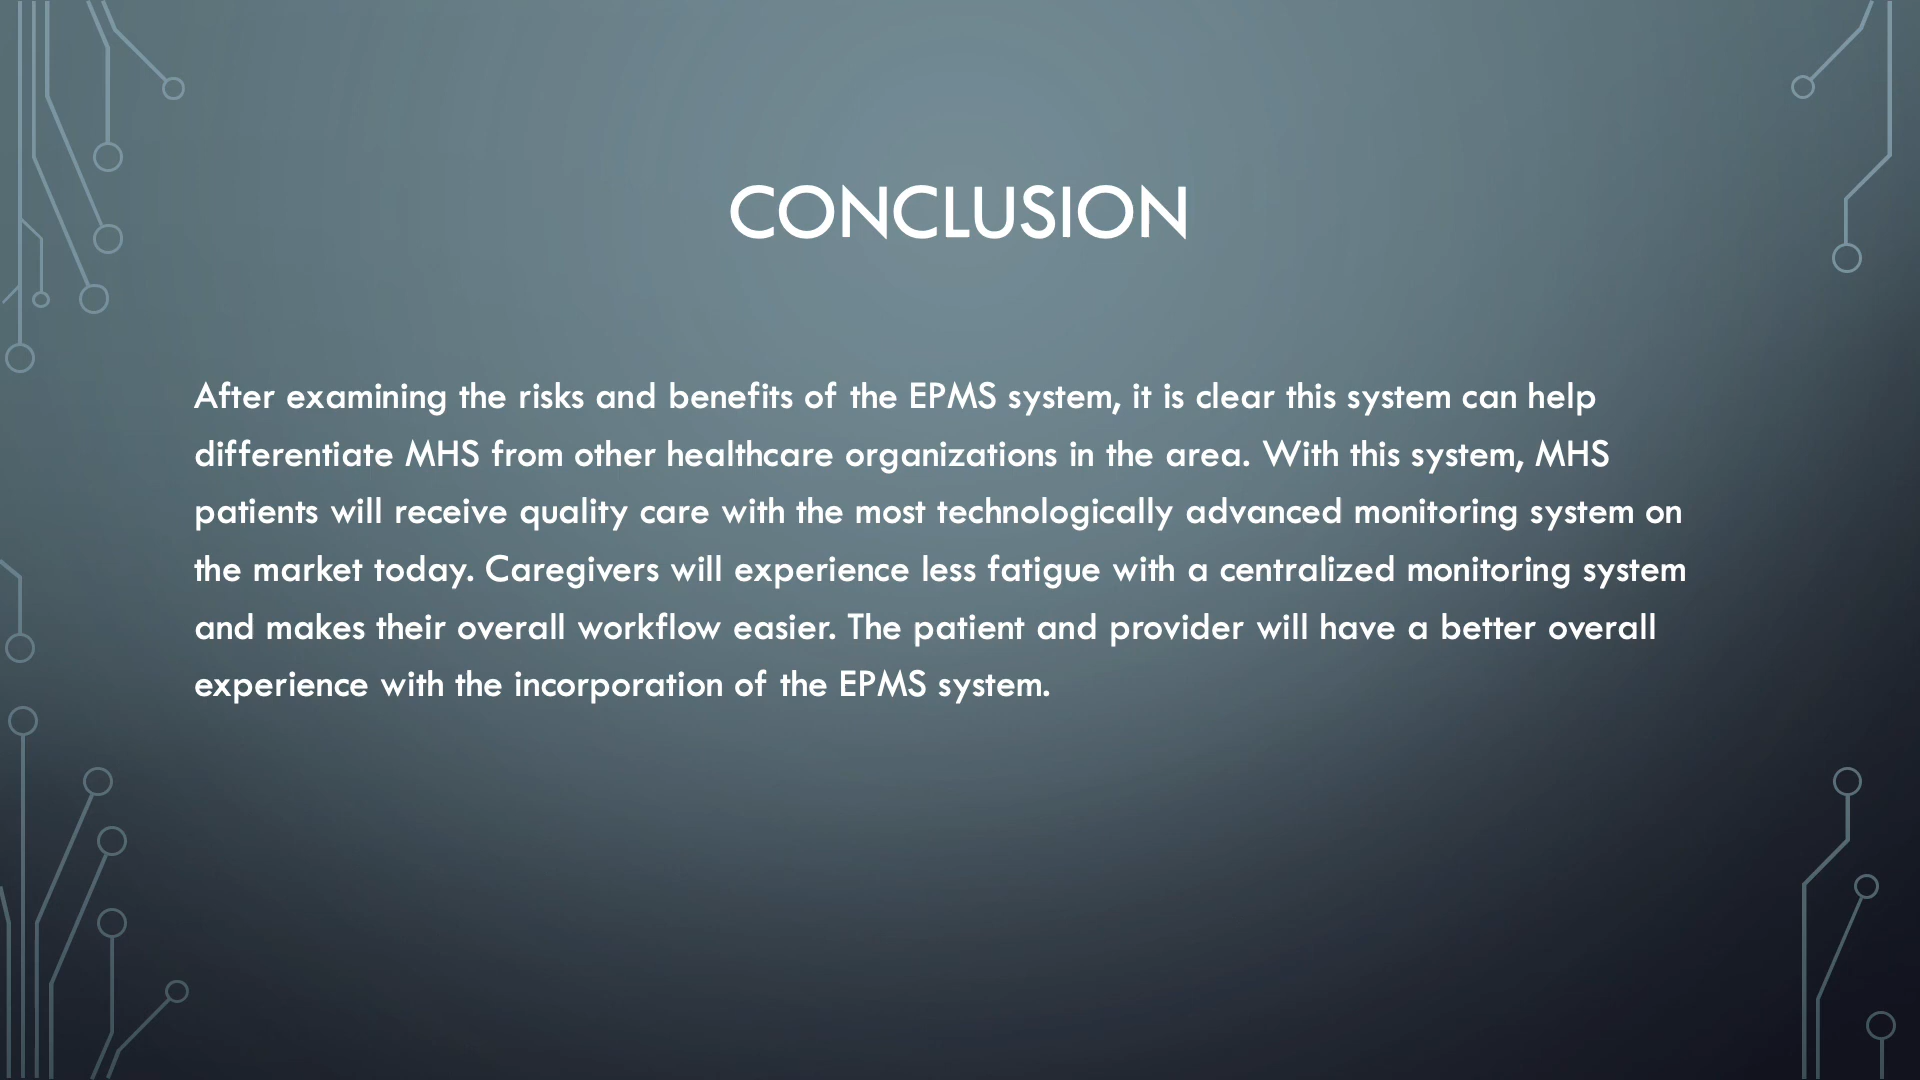 CONCLUSION
After examining the risks and benefits of the EPMS system, it is clear this system can help
differentiate MHS from other healthcare organizations in the area. With this system, MHS
patients will receive quality care with the most technologically advanced monitoring system on
the market today. Caregivers will experience less fatigue with a centralized monitoring system
and makes their overall workflow easier. The patient and provider will have a better overall
experience with the incorporation of the EPMS system.